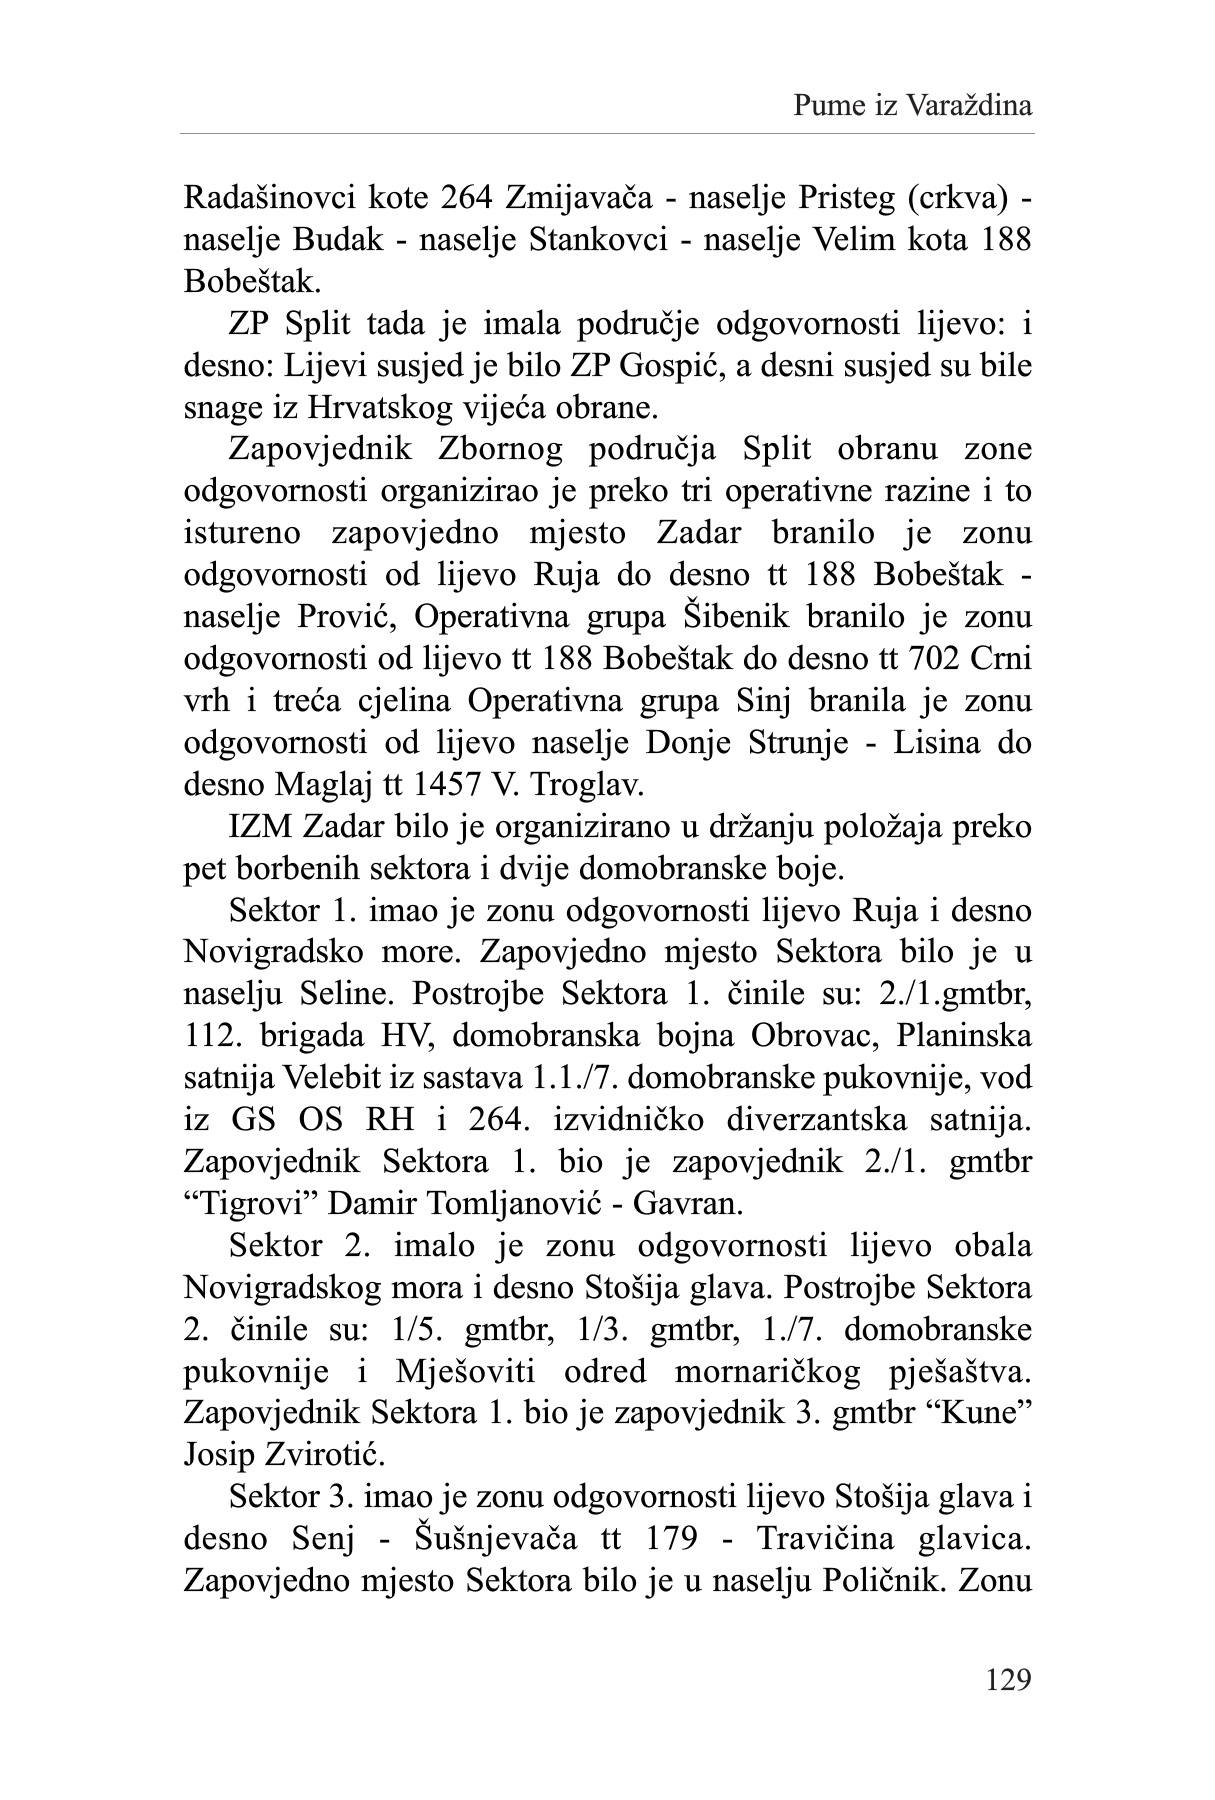 Pume iz Varaždina
Radašinovci kote 264 Zmijavača - naselje Pristeg (crkva) -
naselje Budak - naselje Stankovci - naselje Velim kota 188
Bobeštak.
ZP Split tada je imala područje odgovornosti lijevo: i
desno: Lijevi susjed je bilo ZP Gospić, a desni susjed su bile
snage iz Hrvatskog vijeća obrane.
Zapovjednik Zbornog područja Split obranu zone
odgovornosti organizirao je preko tri operativne razine i to
istureno zapovjedno mjesto Zadar branilo je zonu
odgovornosti od lijevo Ruja do desno tt 188 Bobeštak -
naselje Prović, Operativna grupa Šibenik branilo je zonu
odgovornosti od lijevo tt 188 Bobeštak do desno tt 702 Crni
vrh i treća cjelina Operativna grupa Sinj branila je zonu
odgovornosti od lijevo naselje Donje Strunje - Lisina do
desno Maglaj tt 1457 V. Troglav.
IZM Zadar bilo je organizirano u držanju položaja preko
pet borbenih sektora i dvije domobranske boje.
Sektor 1. imao je zonu odgovornosti lijevo Ruja i desno
Novigradsko more. Zapovjedno mjesto Sektora bilo je u
naselju Seline. Postrojbe Sektora 1. činile su: 2./1.gmtbr,
112. brigada HV, domobranska bojna Obrovac, Planinska
satnija Velebit iz sastava 1.1./7. domobranske pukovnije, vod
iz GS OS RH i 264. izvidničko diverzantska satnija.
Zapovjednik Sektora 1. bio je zapovjednik 2./1. gmtbr
“Tigrovi” Damir Tomljanović - Gavran.
Sektor 2. imalo je zonu odgovornosti lijevo obala
Novigradskog mora i desno Stošija glava. Postrojbe Sektora
2. činile su: 1/5. gmtbr, 1/3. gmtbr, 1./7. domobranske
pukovnije i Mješoviti odred mornaričkog pješaštva.
Zapovjednik Sektora 1. bio je zapovjednik 3. gmtbr “Kune”
Josip Zvirotić.
Sektor 3. imao je zonu odgovornosti lijevo Stošija glava i
desno Senj - Šušnjevača tt 179 - Travičina glavica.
Zapovjedno mjesto Sektora bilo je u naselju Poličnik. Zonu
129